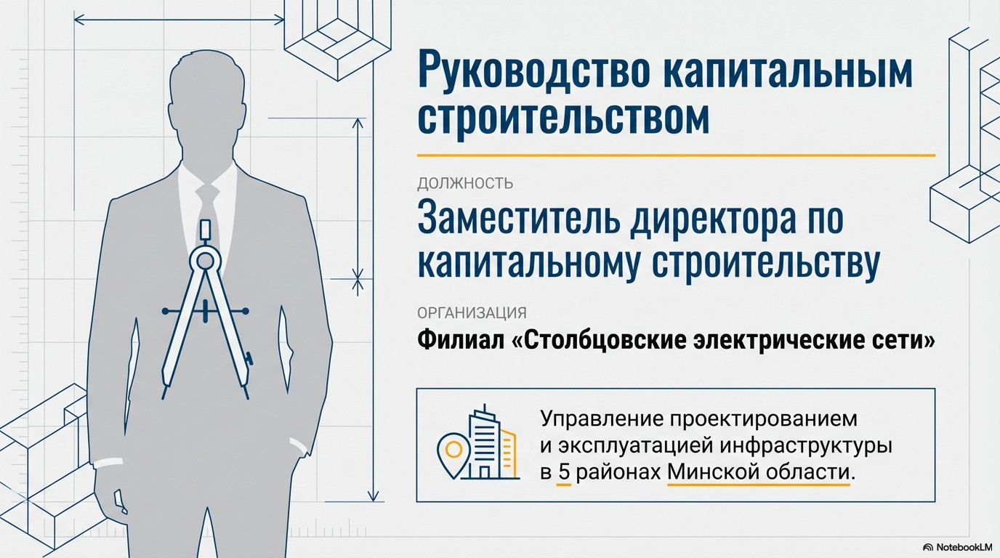 Руководство капитальным
строительством
ДОЛЖНОСТЬ
Заместитель директора по
капитальному строительству
ОРГАНИЗАЦИЯ
Филиал «Столбцовские электрические сети»
Управление проектированием
и эксплуатацией инфраструктуры
в 5 районах Минской области.
NotebookLM